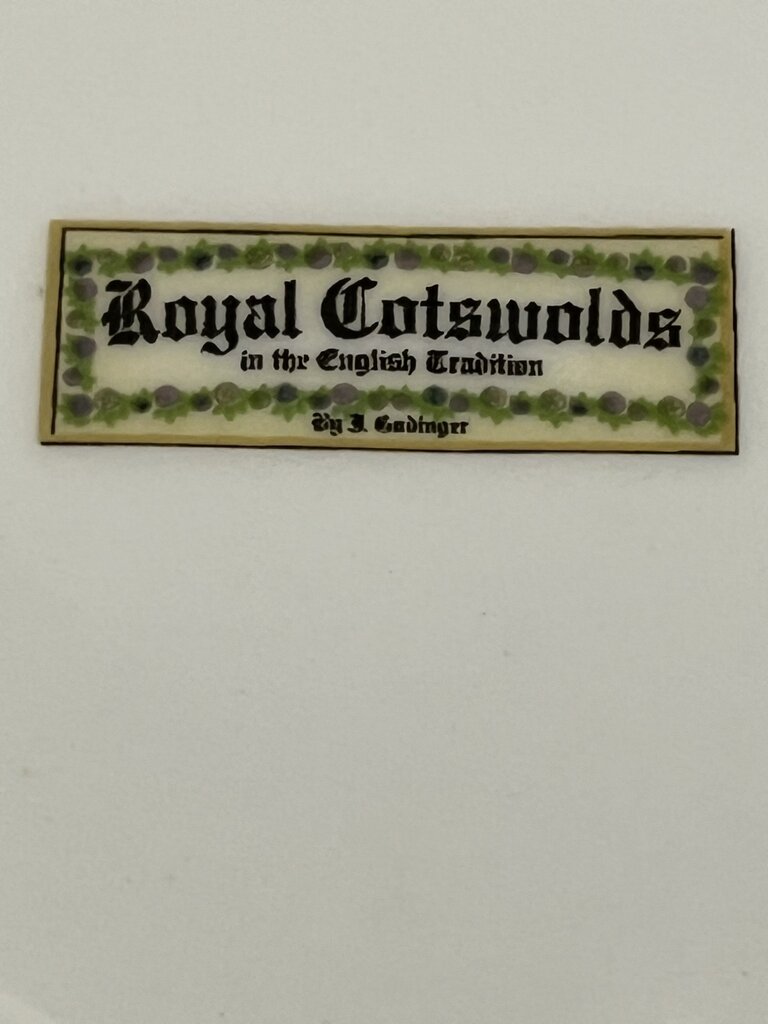 Royal Cotswolds
in the English Tradition
By J. Godinger